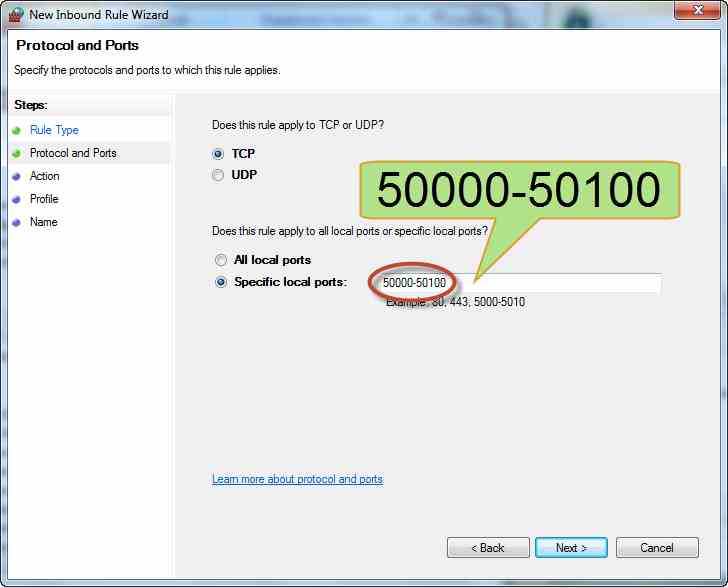 New Inbound Rule Wizard
Protocol and Ports
Specify the protocols and ports to which this rule applies.
Steps:
Rule Type
Protocol and Ports
Action
Profile
Name
Does this rule apply to TCP or UDP?
TCP
UDP
50000-50100
Does this rule apply to all local ports or specific local ports?
All local ports
Specific local ports:
50000-50100
Example: 80, 443, 5000-5010
Learn more about protocol and ports
< Back
Next >
Cancel